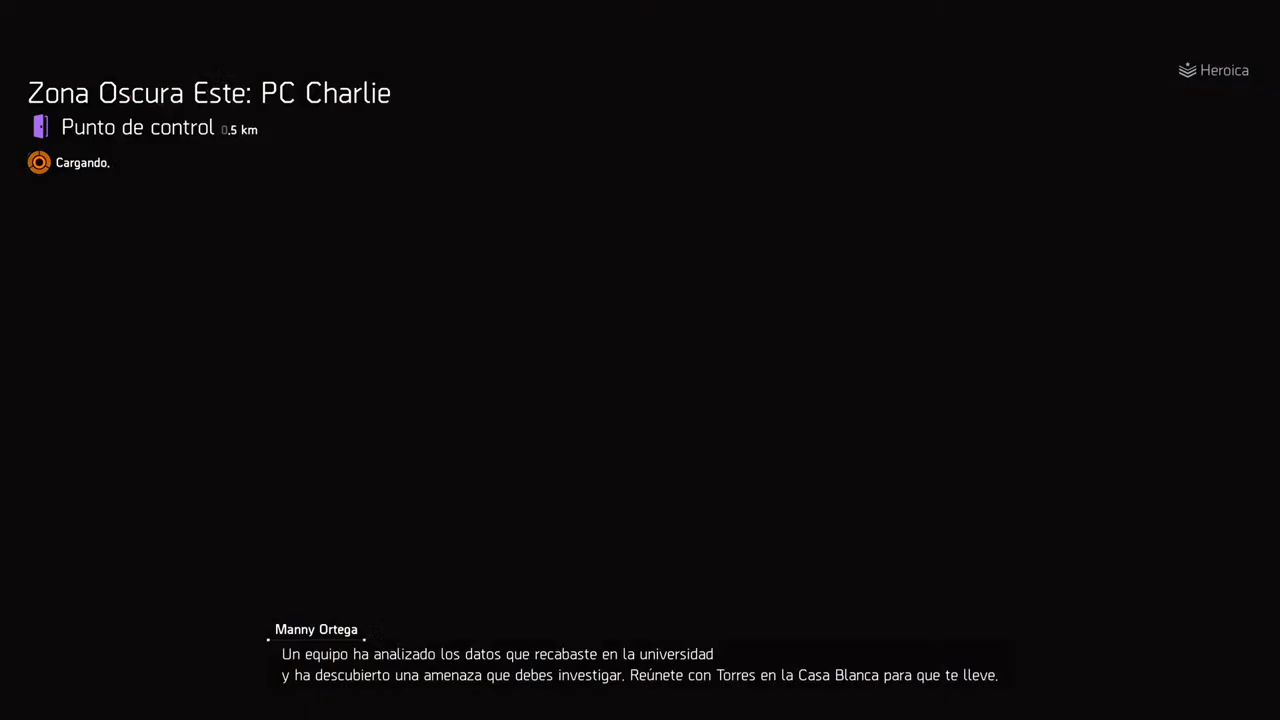 Heroica
Zona Oscura Este: PC Charlie
Punto de control 0.5 km
Cargando.
Manny Ortega
Un equipo ha analizado los datos que recabaste en la universidad
y ha descubierto una amenaza que debes investigar. Reúnete con Torres en la Casa Blanca para que te lleve.